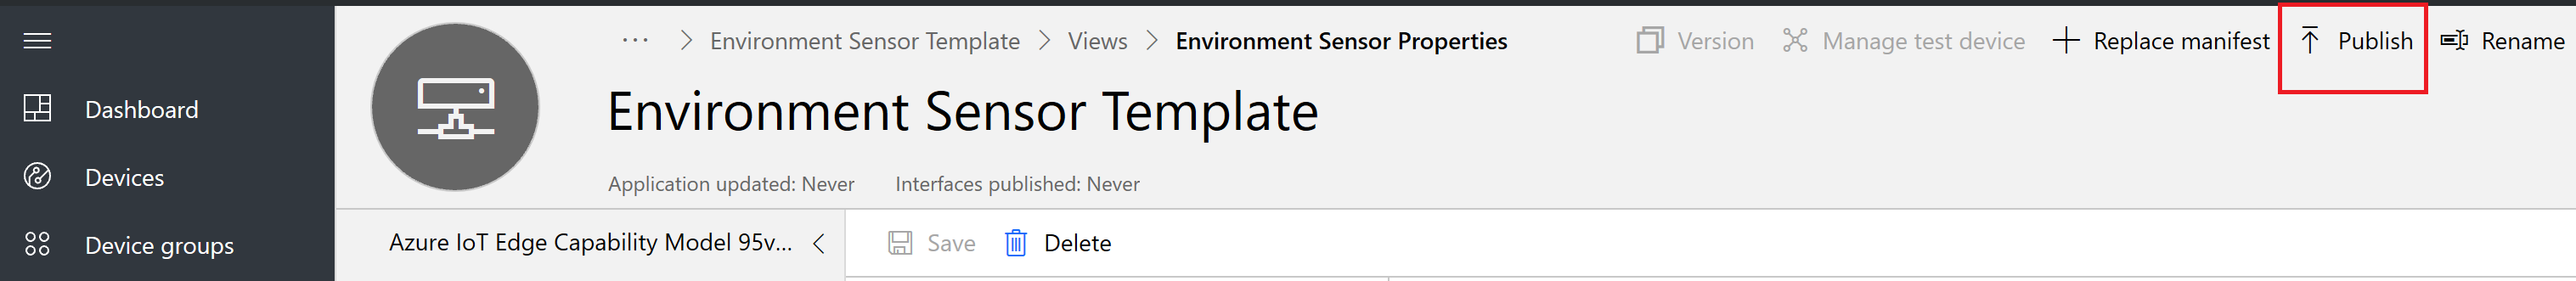 ... Environment Sensor Template Views Environment Sensor Properties Version Manage test device Replace manifest Publish Rename
Dashboard
Environment Sensor Template
Devices
Application updated: Never Interfaces published: Never
Device groups
Azure IoT Edge Capability Model 95v...
Save Delete